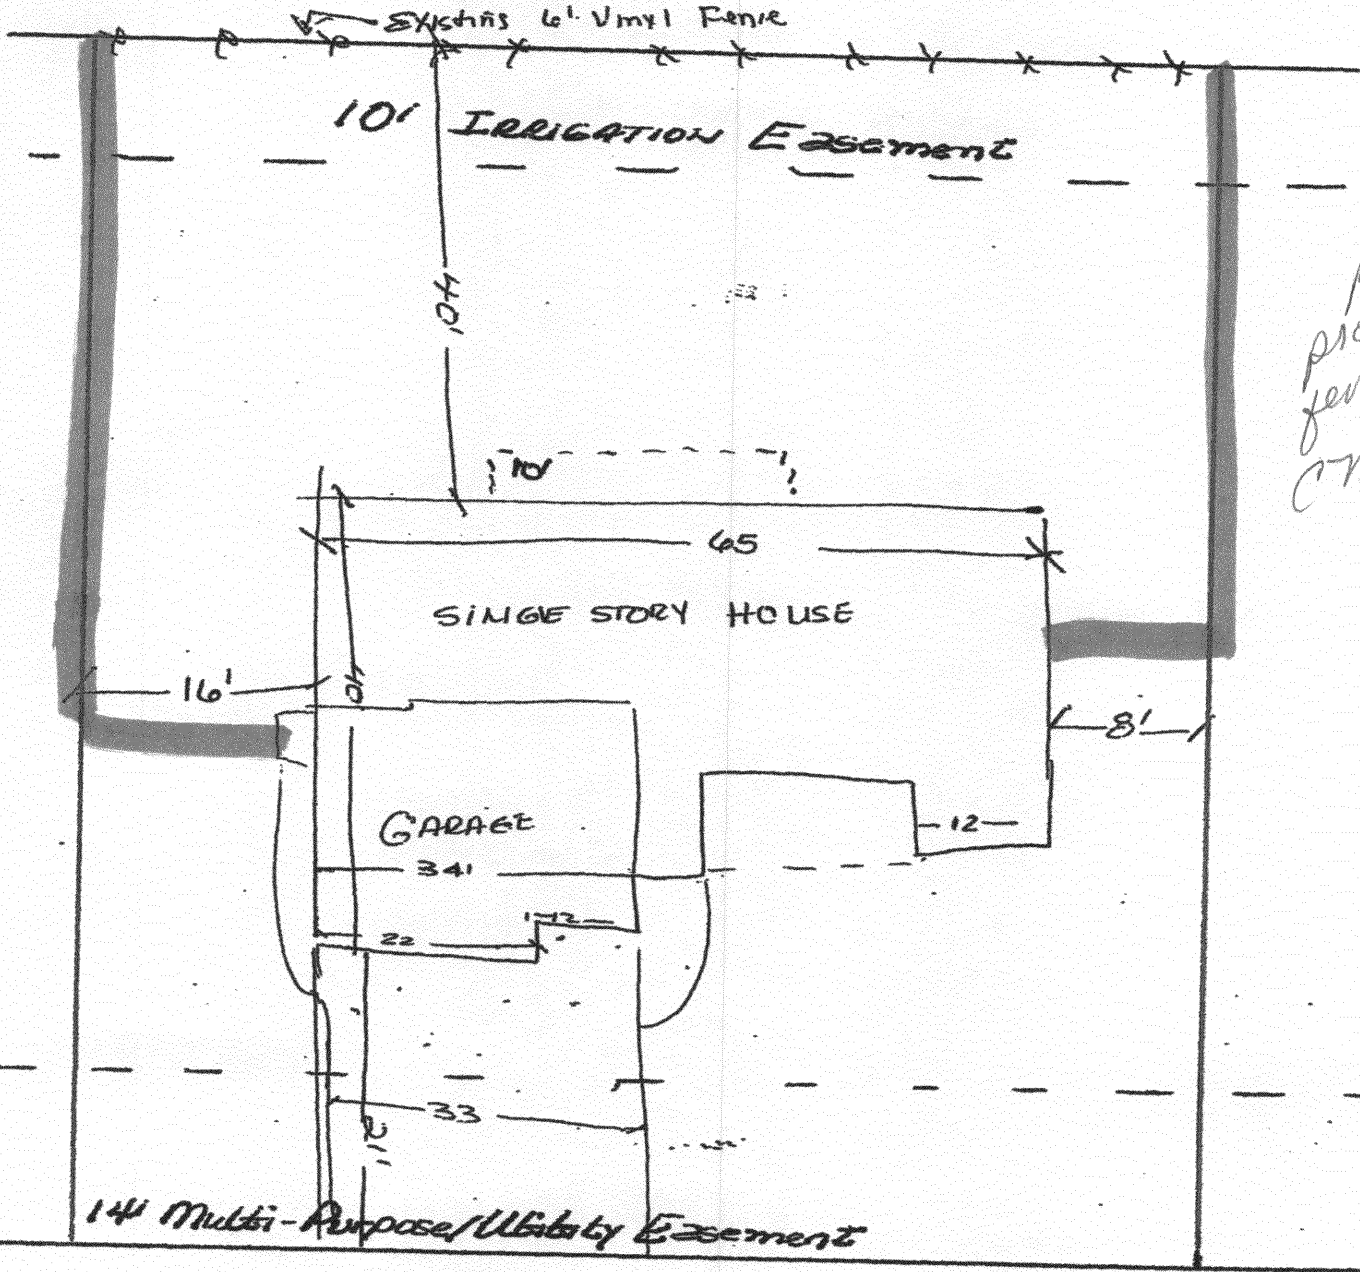 Existing 6' Vinyl Fence
10' IRRIGATION Easement
40'
10'
65
SINGLE STORY HOUSE
16'
40
8'
GARAGE
12
34'
12
22
33
14' Multi-Purpose/Utility Easement